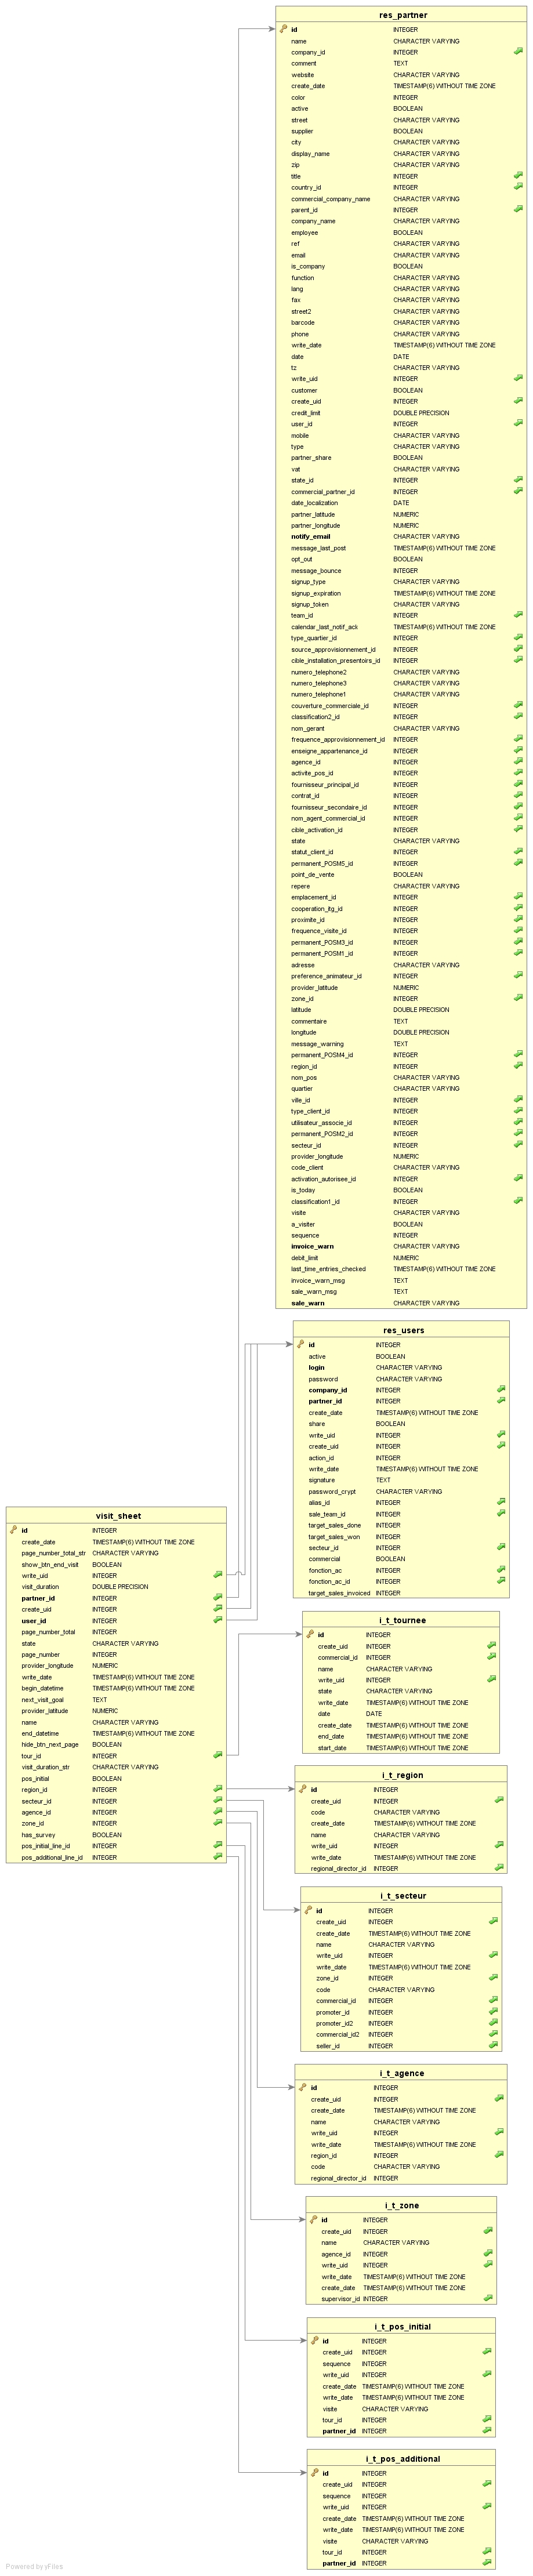 res_partner
id INTEGER
name CHARACTER VARYING
company_id INTEGER
comment TEXT
website CHARACTER VARYING
create_date TIMESTAMP(6) WITHOUT TIME ZONE
color INTEGER
active BOOLEAN
street CHARACTER VARYING
supplier BOOLEAN
city CHARACTER VARYING
display_name CHARACTER VARYING
zip CHARACTER VARYING
title INTEGER
country_id INTEGER
commercial_company_name CHARACTER VARYING
parent_id INTEGER
company_name CHARACTER VARYING
employee BOOLEAN
ref CHARACTER VARYING
email CHARACTER VARYING
is_company BOOLEAN
function CHARACTER VARYING
lang CHARACTER VARYING
fax CHARACTER VARYING
street2 CHARACTER VARYING
barcode CHARACTER VARYING
phone CHARACTER VARYING
write_date TIMESTAMP(6) WITHOUT TIME ZONE
date DATE
tz CHARACTER VARYING
write_uid INTEGER
customer BOOLEAN
create_uid INTEGER
credit_limit DOUBLE PRECISION
user_id INTEGER
mobile CHARACTER VARYING
type CHARACTER VARYING
partner_share BOOLEAN
vat CHARACTER VARYING
state_id INTEGER
commercial_partner_id INTEGER
date_localization DATE
partner_latitude NUMERIC
partner_longitude NUMERIC
notify_email CHARACTER VARYING
message_last_post TIMESTAMP(6) WITHOUT TIME ZONE
opt_out BOOLEAN
message_bounce INTEGER
signup_type CHARACTER VARYING
signup_expiration TIMESTAMP(6) WITHOUT TIME ZONE
signup_token CHARACTER VARYING
team_id INTEGER
calendar_last_notif_ack TIMESTAMP(6) WITHOUT TIME ZONE
type_quartier_id INTEGER
source_approvisionnement_id INTEGER
cible_installation_presentoirs_id INTEGER
numero_telephone2 CHARACTER VARYING
numero_telephone3 CHARACTER VARYING
numero_telephone1 CHARACTER VARYING
couverture_commerciale_id INTEGER
classification2_id INTEGER
nom_gerant CHARACTER VARYING
frequence_approvisionnement_id INTEGER
enseigne_appartenance_id INTEGER
agence_id INTEGER
activite_pos_id INTEGER
fournisseur_principal_id INTEGER
contrat_id INTEGER
fournisseur_secondaire_id INTEGER
nom_agent_commercial_id INTEGER
cible_activation_id INTEGER
state CHARACTER VARYING
statut_client_id INTEGER
permanent_POSM5_id INTEGER
point_de_vente BOOLEAN
repere CHARACTER VARYING
emplacement_id INTEGER
cooperation_itg_id INTEGER
proximite_id INTEGER
frequence_visite_id INTEGER
permanent_POSM3_id INTEGER
permanent_POSM1_id INTEGER
adresse CHARACTER VARYING
preference_animateur_id INTEGER
provider_latitude NUMERIC
zone_id INTEGER
latitude DOUBLE PRECISION
commentaire TEXT
longitude DOUBLE PRECISION
message_warning TEXT
permanent_POSM4_id INTEGER
region_id INTEGER
nom_pos CHARACTER VARYING
quartier CHARACTER VARYING
ville_id INTEGER
type_client_id INTEGER
utilisateur_associe_id INTEGER
permanent_POSM2_id INTEGER
secteur_id INTEGER
provider_longitude NUMERIC
code_client CHARACTER VARYING
activation_autorisee_id INTEGER
is_today BOOLEAN
classification1_id INTEGER
visite CHARACTER VARYING
a_visiter BOOLEAN
sequence INTEGER
invoice_warn CHARACTER VARYING
debit_limit NUMERIC
last_time_entries_checked TIMESTAMP(6) WITHOUT TIME ZONE
invoice_warn_msg TEXT
sale_warn_msg TEXT
sale_warn CHARACTER VARYING
res_users
id INTEGER
active BOOLEAN
login CHARACTER VARYING
password CHARACTER VARYING
company_id INTEGER
partner_id INTEGER
create_date TIMESTAMP(6) WITHOUT TIME ZONE
share BOOLEAN
write_uid INTEGER
create_uid INTEGER
action_id INTEGER
write_date TIMESTAMP(6) WITHOUT TIME ZONE
signature TEXT
password_crypt CHARACTER VARYING
alias_id INTEGER
sale_team_id INTEGER
target_sales_done INTEGER
target_sales_won INTEGER
secteur_id INTEGER
commercial BOOLEAN
fonction_ac INTEGER
fonction_ac_id INTEGER
target_sales_invoiced INTEGER
visit_sheet
id INTEGER
create_date TIMESTAMP(6) WITHOUT TIME ZONE
page_number_total_str CHARACTER VARYING
show_btn_end_visit BOOLEAN
write_uid INTEGER
visit_duration DOUBLE PRECISION
partner_id INTEGER
create_uid INTEGER
user_id INTEGER
page_number_total INTEGER
state CHARACTER VARYING
page_number INTEGER
provider_longitude NUMERIC
write_date TIMESTAMP(6) WITHOUT TIME ZONE
begin_datetime TIMESTAMP(6) WITHOUT TIME ZONE
next_visit_goal TEXT
provider_latitude NUMERIC
name CHARACTER VARYING
end_datetime TIMESTAMP(6) WITHOUT TIME ZONE
hide_btn_next_page BOOLEAN
tour_id INTEGER
visit_duration_str CHARACTER VARYING
pos_initial BOOLEAN
region_id INTEGER
secteur_id INTEGER
agence_id INTEGER
zone_id INTEGER
has_survey BOOLEAN
pos_initial_line_id INTEGER
pos_additional_line_id INTEGER
i_t_tournee
id INTEGER
create_uid INTEGER
commercial_id INTEGER
name CHARACTER VARYING
write_uid INTEGER
state CHARACTER VARYING
write_date TIMESTAMP(6) WITHOUT TIME ZONE
date DATE
create_date TIMESTAMP(6) WITHOUT TIME ZONE
end_date TIMESTAMP(6) WITHOUT TIME ZONE
start_date TIMESTAMP(6) WITHOUT TIME ZONE
i_t_region
id INTEGER
create_uid INTEGER
code CHARACTER VARYING
create_date TIMESTAMP(6) WITHOUT TIME ZONE
name CHARACTER VARYING
write_uid INTEGER
write_date TIMESTAMP(6) WITHOUT TIME ZONE
regional_director_id INTEGER
i_t_secteur
id INTEGER
create_uid INTEGER
create_date TIMESTAMP(6) WITHOUT TIME ZONE
name CHARACTER VARYING
write_uid INTEGER
write_date TIMESTAMP(6) WITHOUT TIME ZONE
zone_id INTEGER
code CHARACTER VARYING
commercial_id INTEGER
promoter_id INTEGER
promoter_id2 INTEGER
commercial_id2 INTEGER
seller_id INTEGER
i_t_agence
id INTEGER
create_uid INTEGER
create_date TIMESTAMP(6) WITHOUT TIME ZONE
name CHARACTER VARYING
write_uid INTEGER
write_date TIMESTAMP(6) WITHOUT TIME ZONE
region_id INTEGER
code CHARACTER VARYING
regional_director_id INTEGER
i_t_zone
id INTEGER
create_uid INTEGER
name CHARACTER VARYING
agence_id INTEGER
write_uid INTEGER
write_date TIMESTAMP(6) WITHOUT TIME ZONE
create_date TIMESTAMP(6) WITHOUT TIME ZONE
supervisor_id INTEGER
i_t_pos_initial
id INTEGER
create_uid INTEGER
sequence INTEGER
write_uid INTEGER
create_date TIMESTAMP(6) WITHOUT TIME ZONE
write_date TIMESTAMP(6) WITHOUT TIME ZONE
visite CHARACTER VARYING
tour_id INTEGER
partner_id INTEGER
i_t_pos_additional
id INTEGER
create_uid INTEGER
sequence INTEGER
write_uid INTEGER
create_date TIMESTAMP(6) WITHOUT TIME ZONE
write_date TIMESTAMP(6) WITHOUT TIME ZONE
visite CHARACTER VARYING
tour_id INTEGER
partner_id INTEGER
Powered by yFiles